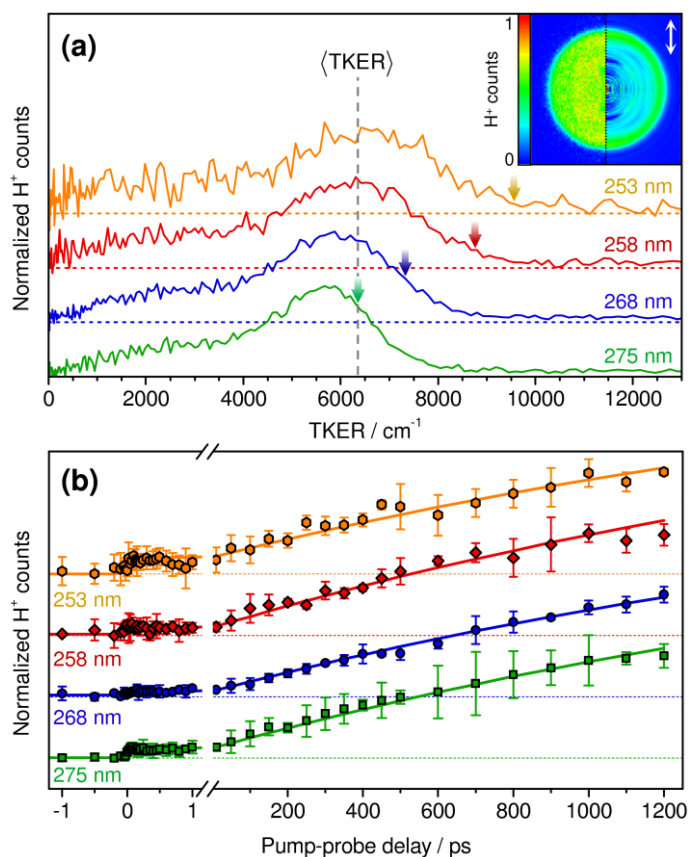 (a)
⟨TKER⟩
1
H⁺ counts
0
Normalized H⁺ counts
253 nm
258 nm
268 nm
275 nm
0 2000 4000 6000 8000 10000 12000
TKER / cm⁻¹
(b)
Normalized H⁺ counts
253 nm
258 nm
268 nm
275 nm
-1 0 1 200 400 600 800 1000 1200
Pump-probe delay / ps